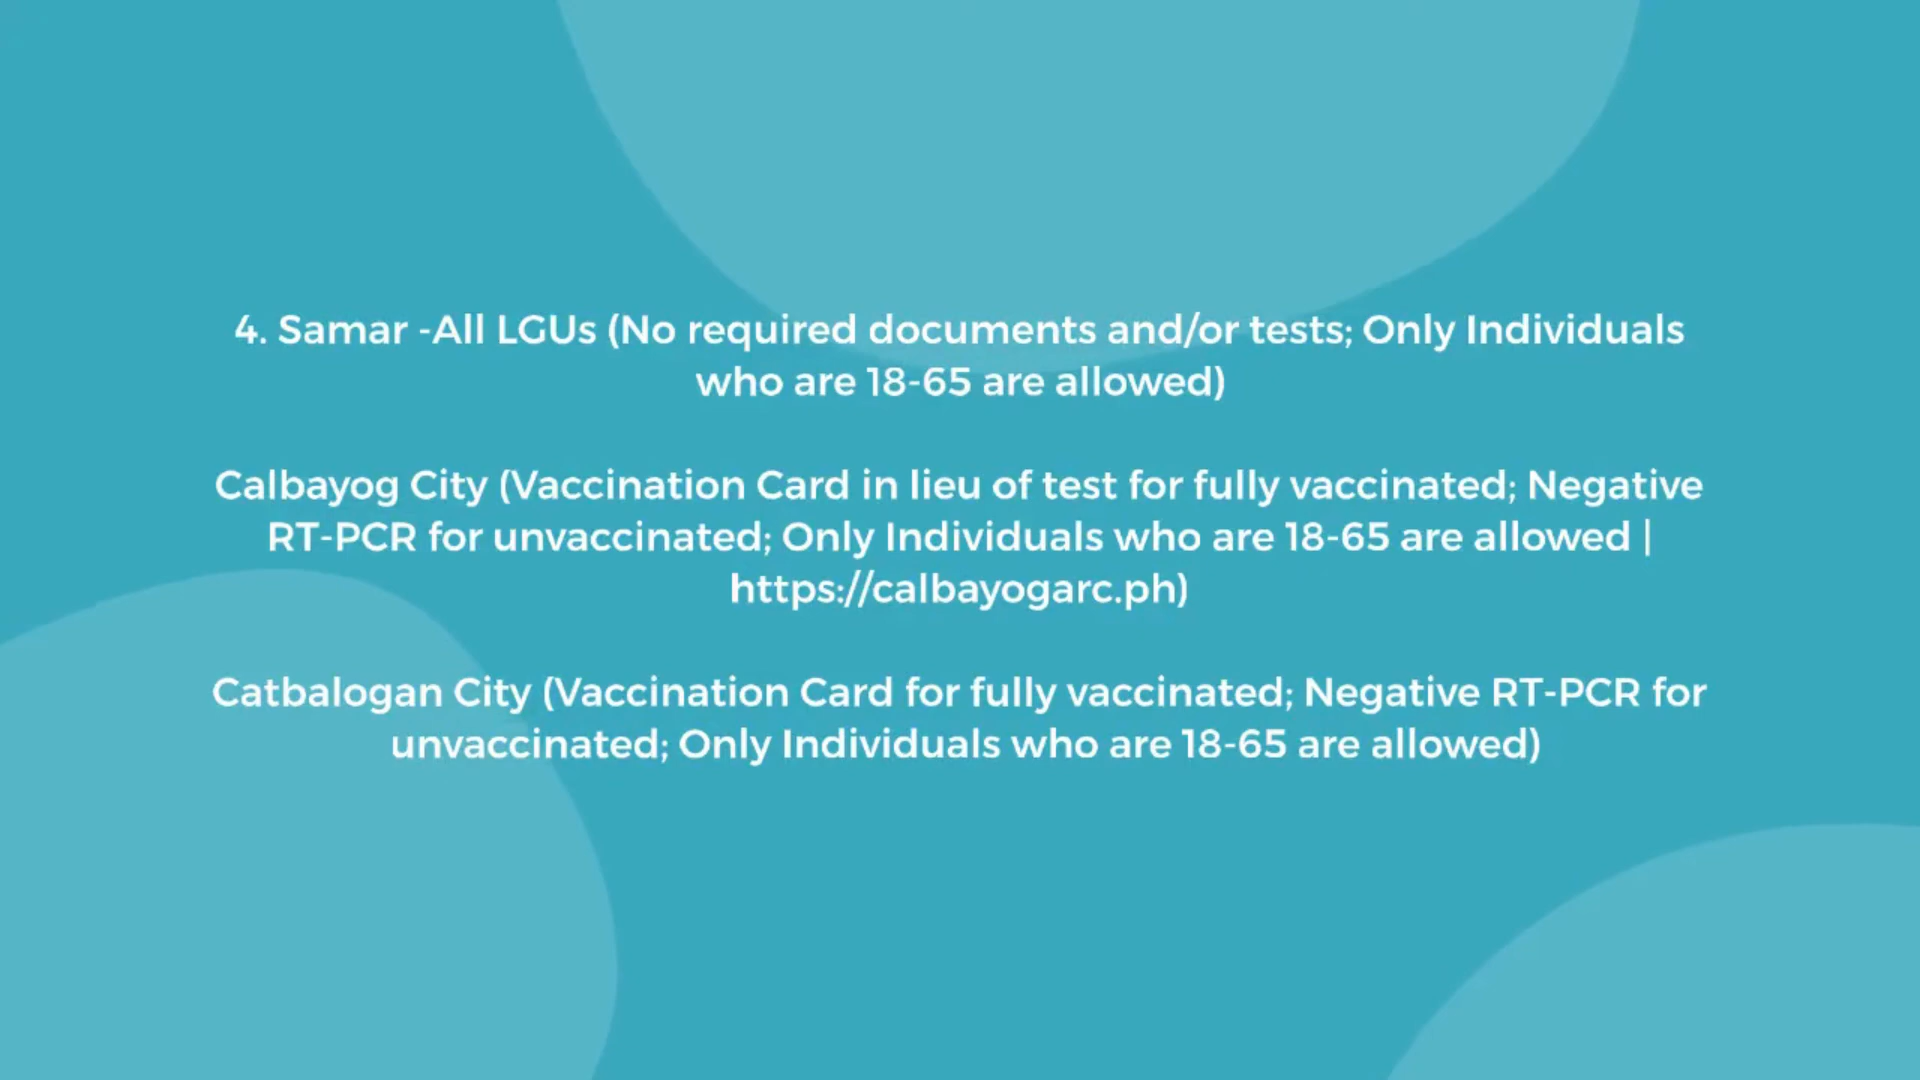 4. Samar -All LGUs (No required documents and/or tests; Only Individuals
who are 18-65 are allowed)
Calbayog City (Vaccination Card in lieu of test for fully vaccinated; Negative
RT-PCR for unvaccinated; Only Individuals who are 18-65 are allowed |
https://calbayogarc.ph)
Catbalogan City (Vaccination Card for fully vaccinated; Negative RT-PCR for
unvaccinated; Only Individuals who are 18-65 are allowed)